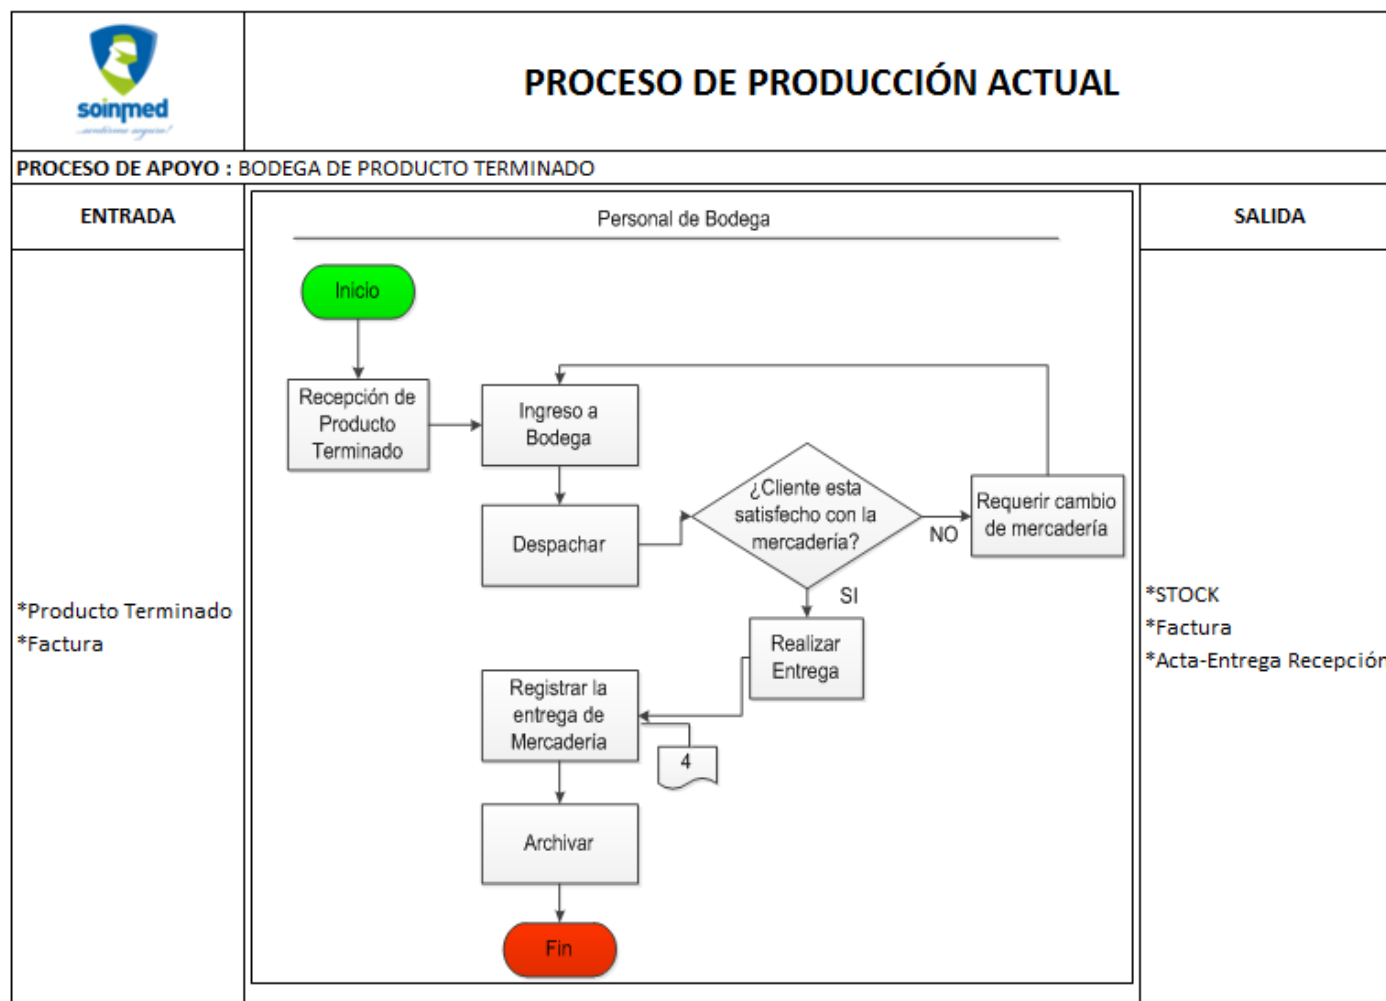 soinmed
...sentirme seguro!
PROCESO DE PRODUCCIÓN ACTUAL
PROCESO DE APOYO : BODEGA DE PRODUCTO TERMINADO
ENTRADA
Personal de Bodega
SALIDA
Inicio
Recepción de
Producto
Terminado
Ingreso a
Bodega
Despachar
¿Cliente esta
satisfecho con la
mercadería?
NO
Requerir cambio
de mercadería
SI
Realizar
Entrega
Registrar la
entrega de
Mercadería
4
Archivar
Fin
*Producto Terminado
*Factura
*STOCK
*Factura
*Acta-Entrega Recepción